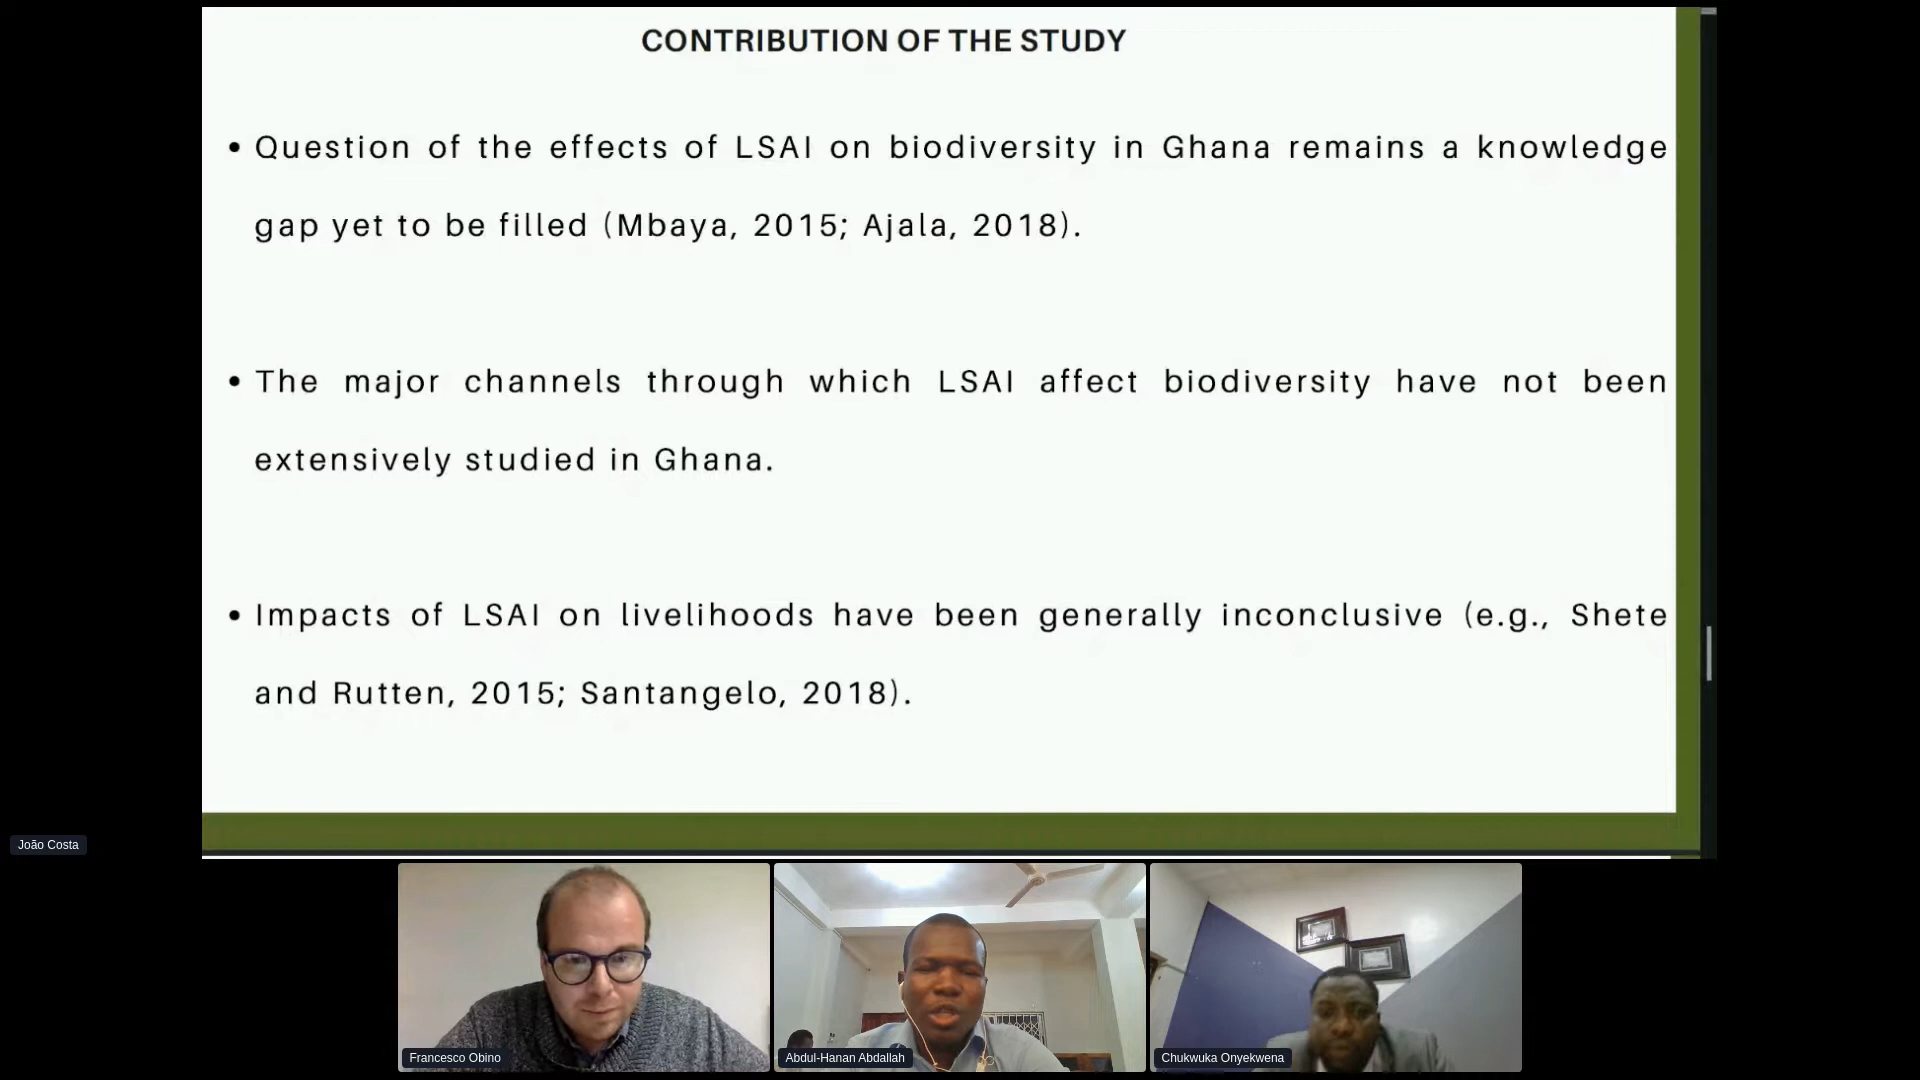 CONTRIBUTION OF THE STUDY
• Question of the effects of LSAI on biodiversity in Ghana remains a knowledge
gap yet to be filled (Mbaya, 2015; Ajala, 2018).
• The major channels through which LSAI affect biodiversity have not been
extensively studied in Ghana.
• Impacts of LSAI on livelihoods have been generally inconclusive (e.g., Shete
and Rutten, 2015; Santangelo, 2018).
João Costa
Francesco Obino
Abdul-Hanan Abdallah
Chukwuka Onyekwena